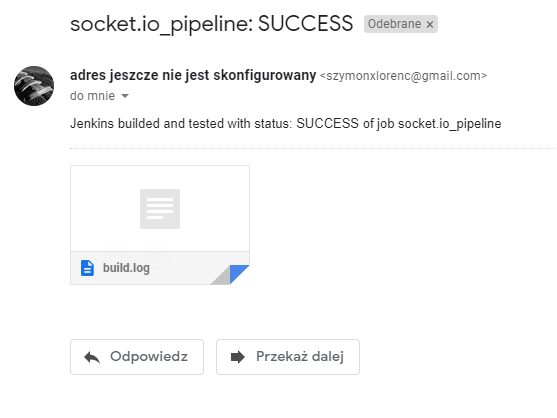 socket.io_pipeline: SUCCESS Odebrane ×
adres jeszcze nie jest skonfigurowany <szymonxlorenc@gmail.com>
do mnie
Jenkins builded and tested with status: SUCCESS of job socket.io_pipeline
build.log
Odpowiedz Przekaż dalej